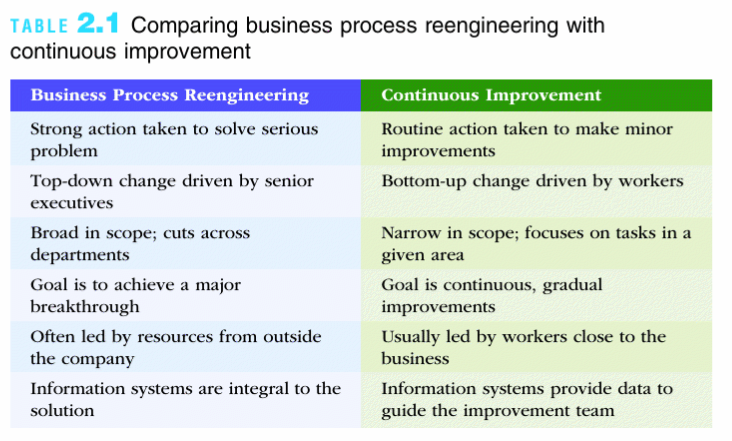 TABLE 2.1 Comparing business process reengineering with
continuous improvement
Business Process Reengineering
Continuous Improvement
Strong action taken to solve serious
problem
Routine action taken to make minor
improvements
Top-down change driven by senior
executives
Bottom-up change driven by workers
Broad in scope; cuts across
departments
Narrow in scope; focuses on tasks in a
given area
Goal is to achieve a major
breakthrough
Goal is continuous, gradual
improvements
Often led by resources from outside
the company
Usually led by workers close to the
business
Information systems are integral to the
solution
Information systems provide data to
guide the improvement team